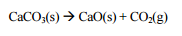 CaCO₃(s) → CaO(s) + CO₂(g)